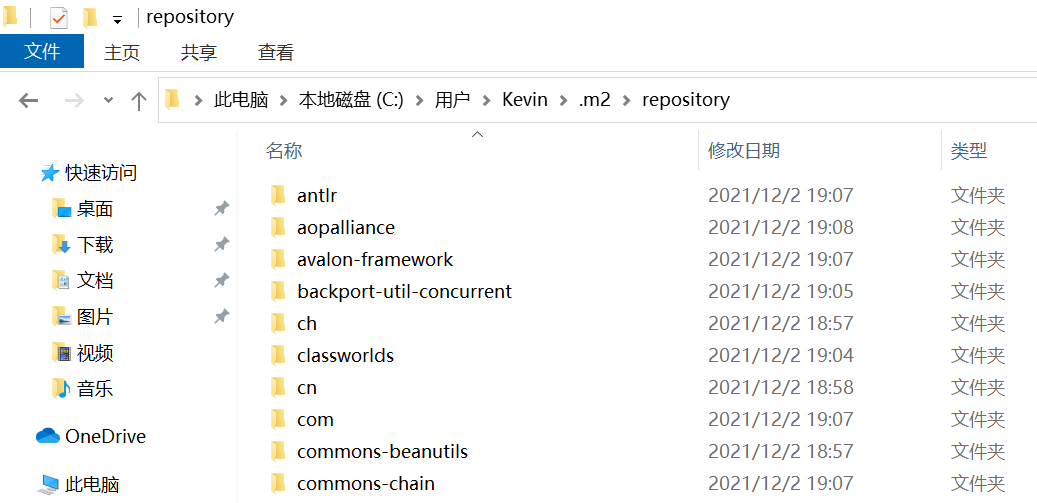 repository
文件 主页 共享 查看
此电脑 本地磁盘 (C:) 用户 Kevin .m2 repository
名称 修改日期 类型
快速访问
桌面
下载
文档
图片
视频
音乐
OneDrive
此电脑
antlr 2021/12/2 19:07 文件夹
aopalliance 2021/12/2 19:08 文件夹
avalon-framework 2021/12/2 19:07 文件夹
backport-util-concurrent 2021/12/2 19:05 文件夹
ch 2021/12/2 18:57 文件夹
classworlds 2021/12/2 19:04 文件夹
cn 2021/12/2 18:58 文件夹
com 2021/12/2 19:07 文件夹
commons-beanutils 2021/12/2 18:57 文件夹
commons-chain 2021/12/2 19:07 文件夹